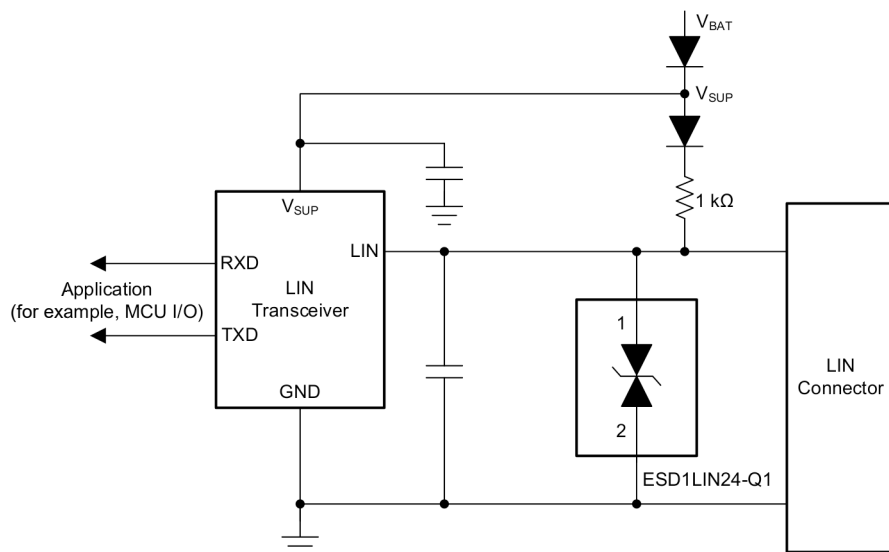 V_BAT
V_SUP
1 kΩ
V_SUP
LIN
RXD
LIN
Transceiver
Application
(for example, MCU I/O)
TXD
GND
1
2
ESD1LIN24-Q1
LIN
Connector